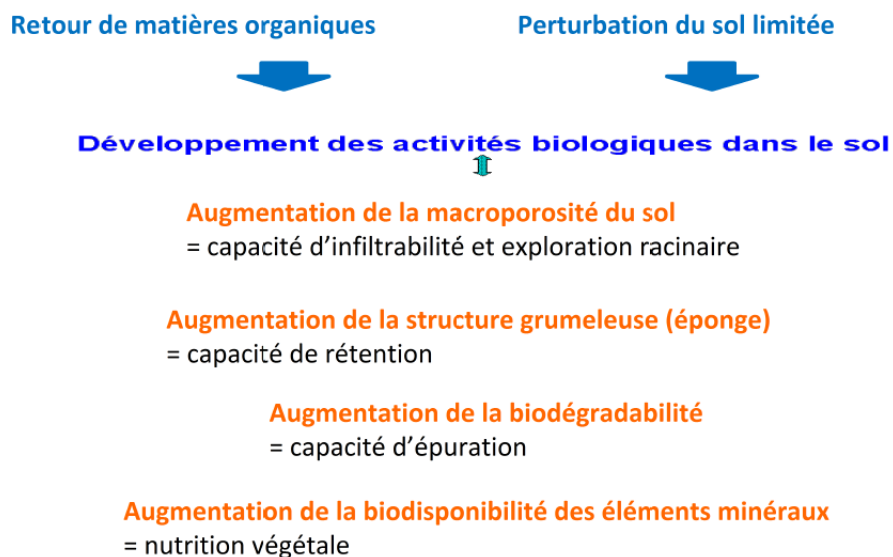 Retour de matières organiques
Perturbation du sol limitée
Développement des activités biologiques dans le sol
Augmentation de la macroporosité du sol
= capacité d’infiltrabilité et exploration racinaire
Augmentation de la structure grumeleuse (éponge)
= capacité de rétention
Augmentation de la biodégradabilité
= capacité d’épuration
Augmentation de la biodisponibilité des éléments minéraux
= nutrition végétale